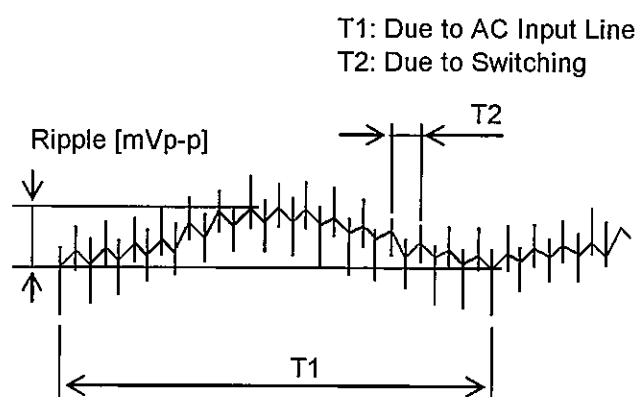 T1: Due to AC Input Line
T2: Due to Switching
T2
Ripple [mVp-p]
T1